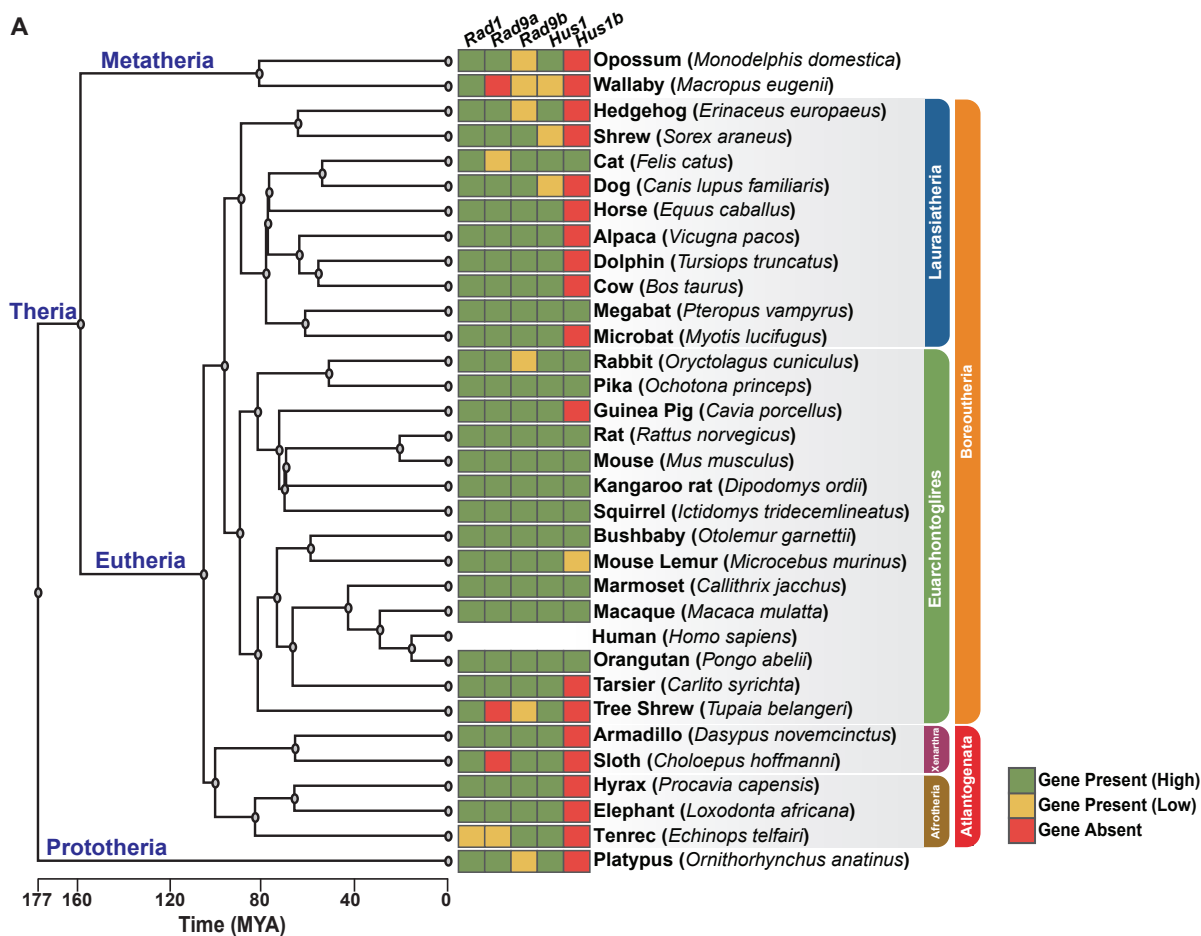 A
Rad1 Rad9a Rad9b Hus1 Hus1b
Metatheria
Opossum (Monodelphis domestica)
Wallaby (Macropus eugenii)
Hedgehog (Erinaceus europaeus)
Shrew (Sorex araneus)
Cat (Felis catus)
Dog (Canis lupus familiaris)
Horse (Equus caballus)
Alpaca (Vicugna pacos)
Dolphin (Tursiops truncatus)
Cow (Bos taurus)
Theria
Megabat (Pteropus vampyrus)
Microbat (Myotis lucifugus)
Rabbit (Oryctolagus cuniculus)
Pika (Ochotona princeps)
Guinea Pig (Cavia porcellus)
Rat (Rattus norvegicus)
Mouse (Mus musculus)
Kangaroo rat (Dipodomys ordii)
Squirrel (Ictidomys tridecemlineatus)
Bushbaby (Otolemur garnettii)
Eutheria
Mouse Lemur (Microcebus murinus)
Marmoset (Callithrix jacchus)
Macaque (Macaca mulatta)
Human (Homo sapiens)
Orangutan (Pongo abelii)
Tarsier (Carlito syrichta)
Tree Shrew (Tupaia belangeri)
Armadillo (Dasypus novemcinctus)
Sloth (Choloepus hoffmanni)
Hyrax (Procavia capensis)
Elephant (Loxodonta africana)
Tenrec (Echinops telfairi)
Prototheria
Platypus (Ornithorhynchus anatinus)
Laurasiatheria
Euarchontoglires
Boreoutheria
Xenarthra
Afrotheria
Atlantogenata
Gene Present (High)
Gene Present (Low)
Gene Absent
177 160 120 80 40 0
Time (MYA)